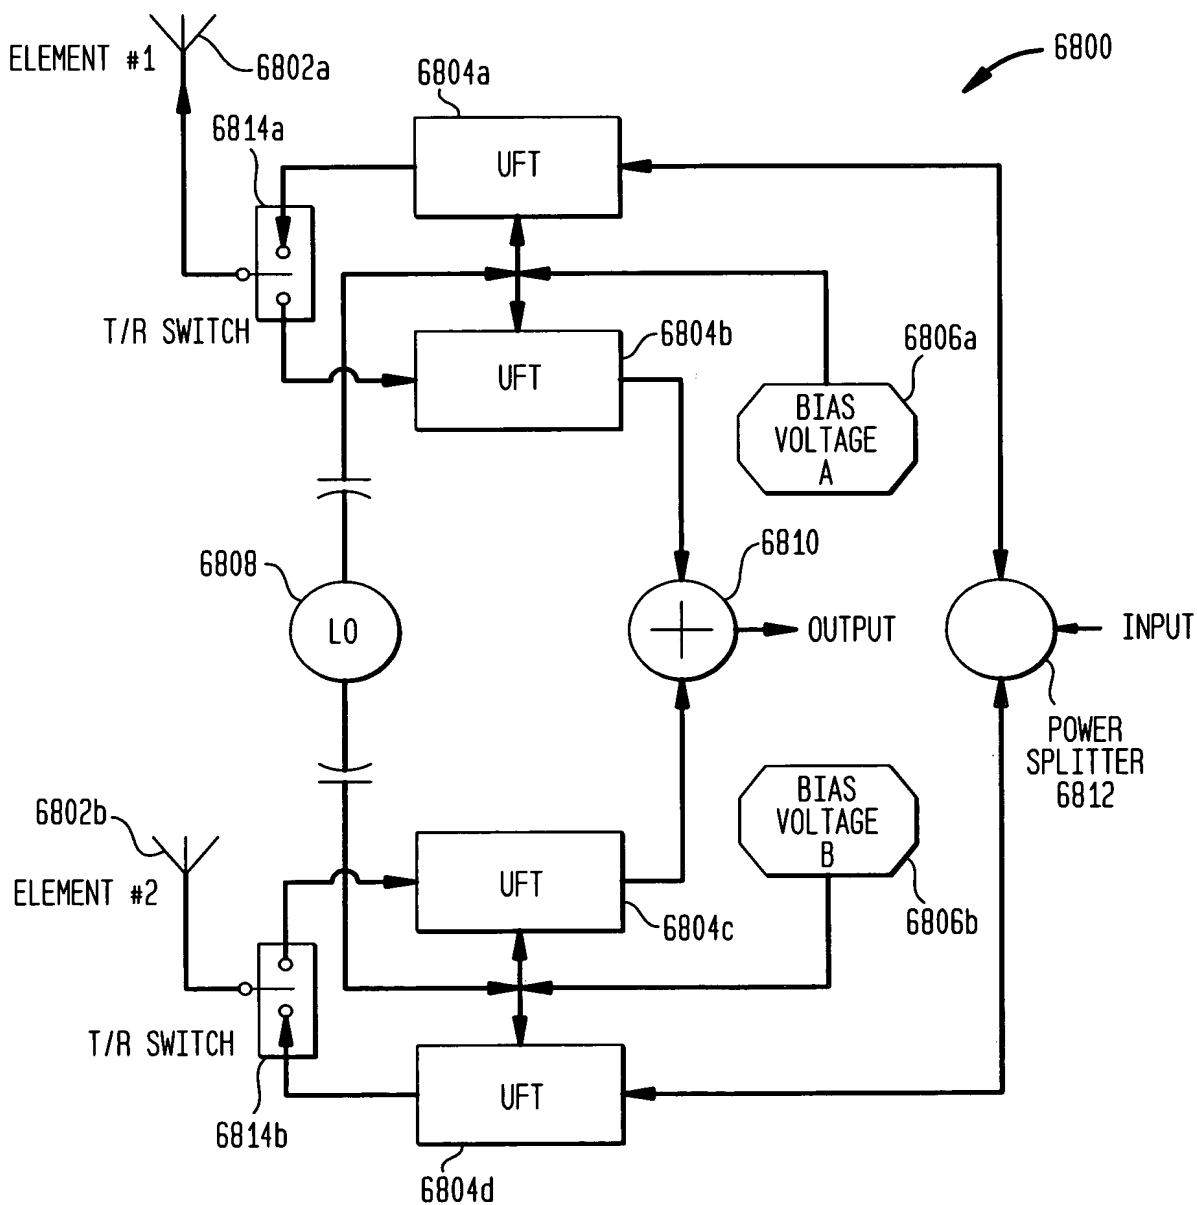 ELEMENT #1
6802a
6800
6804a
6814a
UFT
T/R SWITCH
6804b
UFT
6806a
BIAS
VOLTAGE
A
6808
6810
LO
OUTPUT
INPUT
POWER
SPLITTER
6812
6802b
BIAS
VOLTAGE
B
ELEMENT #2
UFT
6804c
6806b
T/R SWITCH
UFT
6814b
6804d